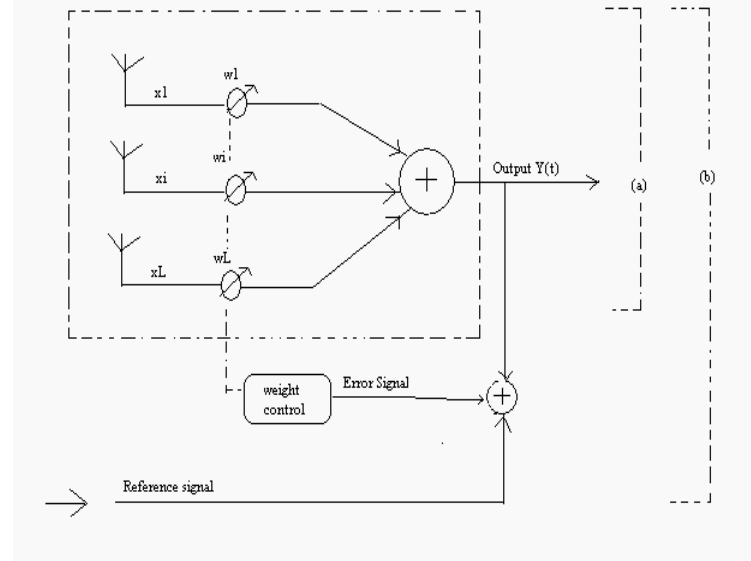 w1
x1
wi
xi
+
Output Y(t)
(a)
(b)
wL
xL
weight
control
Error Signal
+
Reference signal